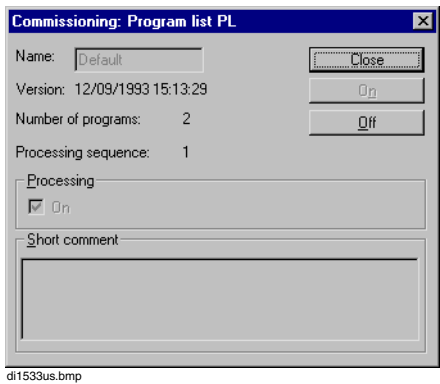 Commissioning: Program list PL
Name: Default
Close
Version: 12/09/1993 15:13:29
On
Number of programs: 2
Off
Processing sequence: 1
Processing
On
Short comment
di1533us.bmp